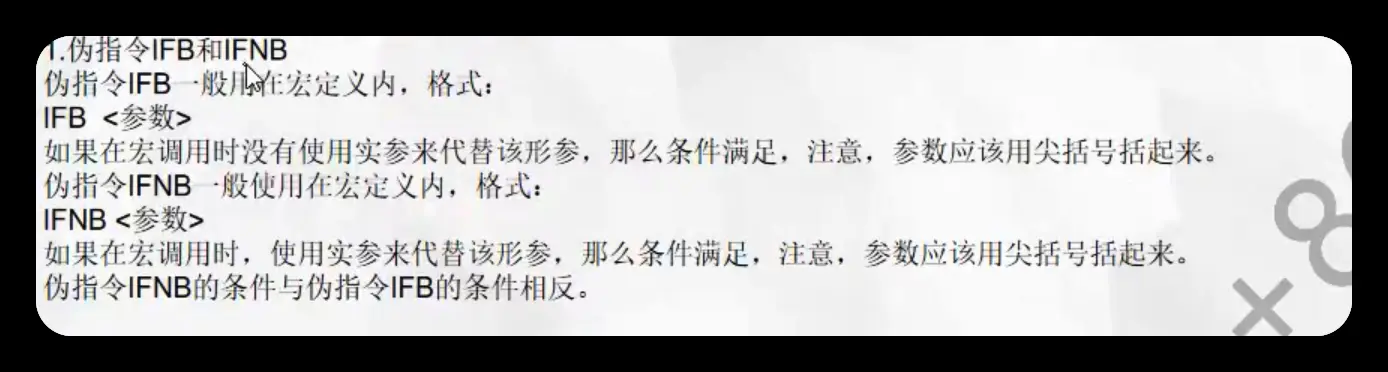 1.伪指令IFB和IFNB
伪指令IFB一般用在宏定义内，格式：
IFB <参数>
如果在宏调用时没有使用实参来代替该形参，那么条件满足，注意，参数应该用尖括号括起来。
伪指令IFNB一般使用在宏定义内，格式：
IFNB <参数>
如果在宏调用时，使用实参来代替该形参，那么条件满足，注意，参数应该用尖括号括起来。
伪指令IFNB的条件与伪指令IFB的条件相反。